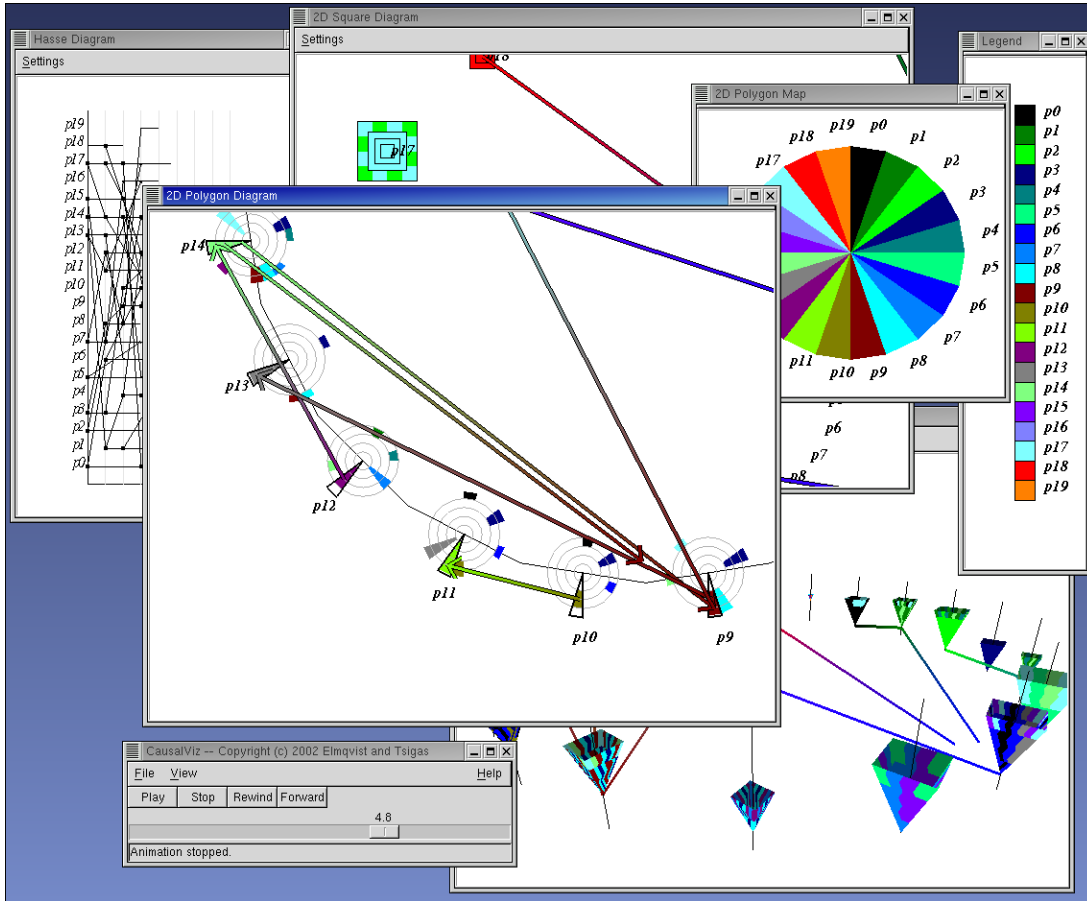 2D Square Diagram
Settings
p18
p17
p6
p7
p8
Hasse Diagram
Settings
p19
p18
p17
p16
p15
p14
p13
p12
p11
p10
p9
p8
p7
p6
p5
p4
p3
p2
p1
p0
Legend
p0
p1
p2
p3
p4
p5
p6
p7
p8
p9
p10
p11
p12
p13
p14
p15
p16
p17
p18
p19
2D Polygon Map
p19
p0
p18
p1
p17
p2
p3
p4
p5
p6
p7
p11
p10
p9
p8
2D Polygon Diagram
p14
p13
p12
p11
p10
p9
CausalViz -- Copyright (c) 2002 Elmqvist and Tsigas
File View Help
Play Stop Rewind Forward
4.8
Animation stopped.